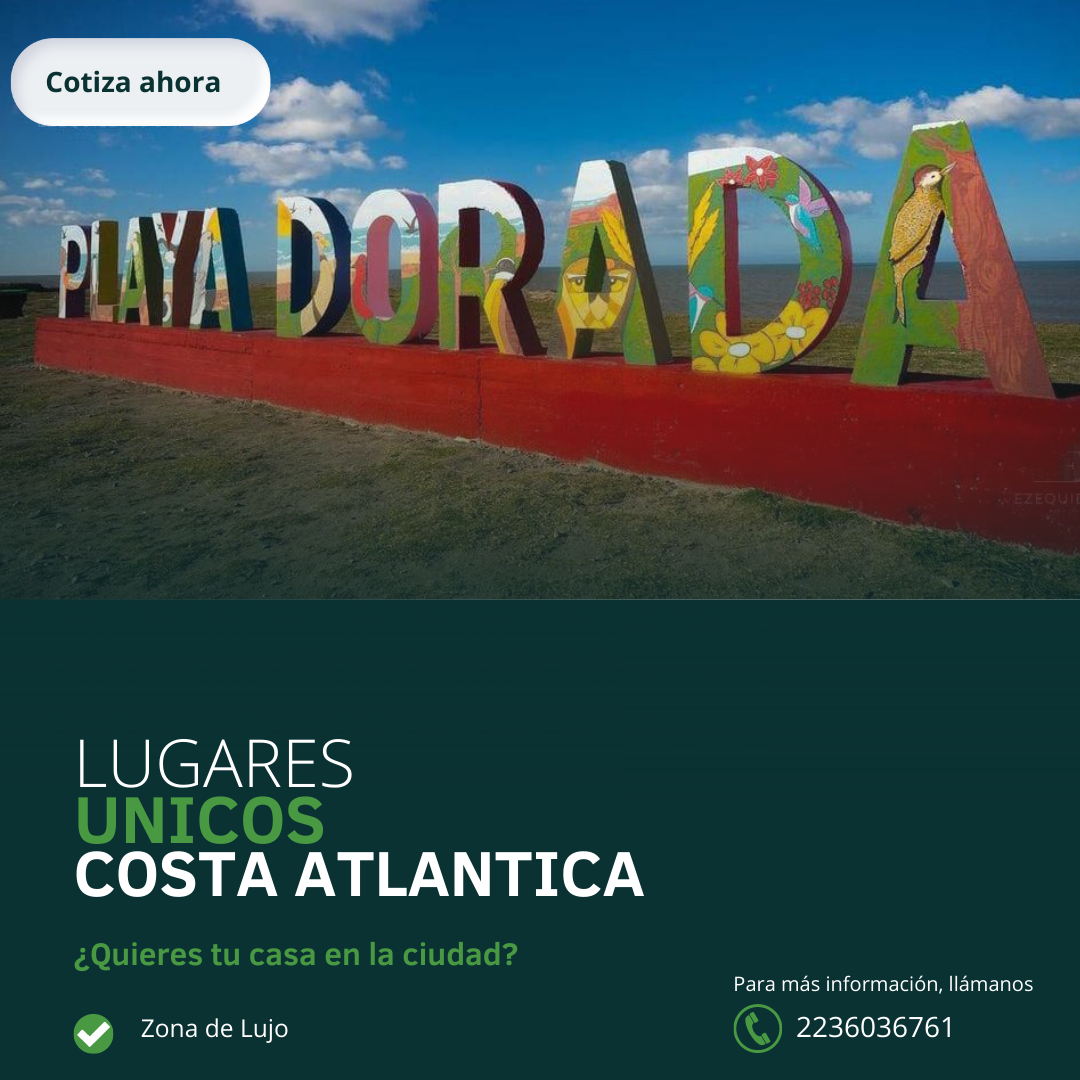 Cotiza ahora
PLAYA DORADA
LUGARES
UNICOS
COSTA ATLANTICA
¿Quieres tu casa en la ciudad?
Para más información, llámanos
Zona de Lujo
2236036761